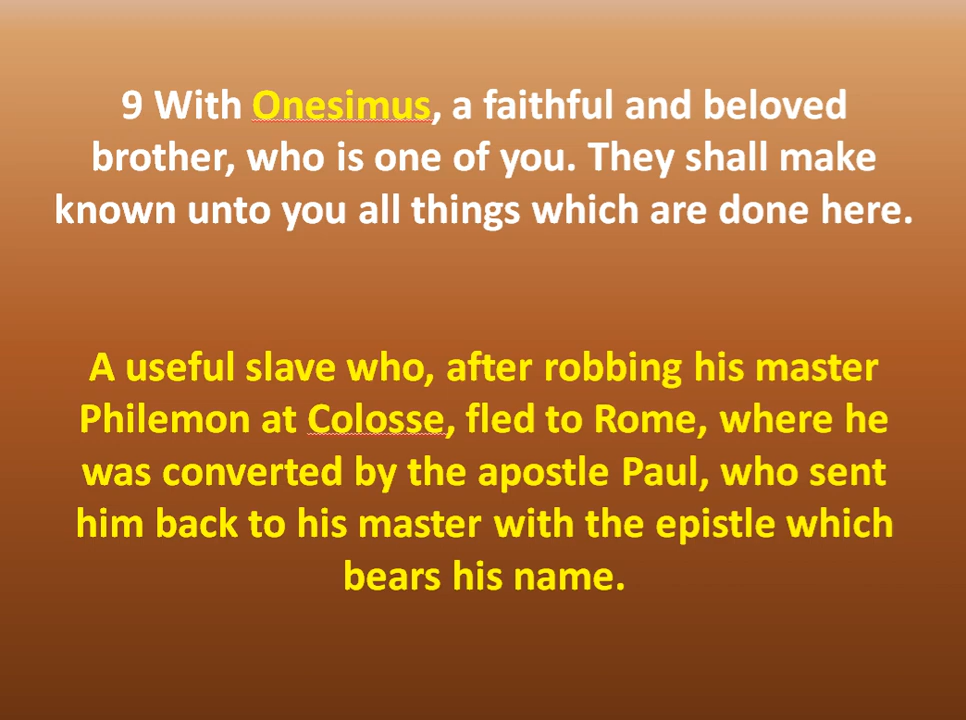 9 With Onesimus, a faithful and beloved
brother, who is one of you. They shall make
known unto you all things which are done here.
A useful slave who, after robbing his master
Philemon at Colosse, fled to Rome, where he
was converted by the apostle Paul, who sent
him back to his master with the epistle which
bears his name.